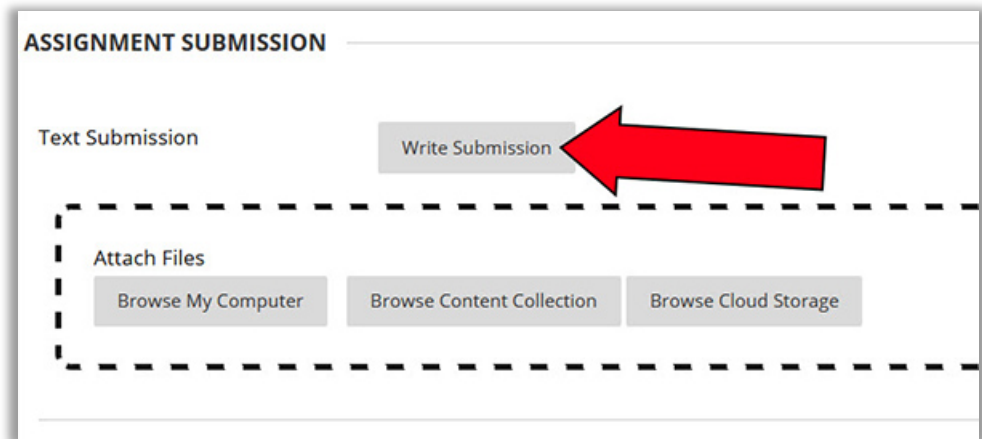 ASSIGNMENT SUBMISSION
Text Submission
Write Submission
Attach Files
Browse My Computer
Browse Content Collection
Browse Cloud Storage